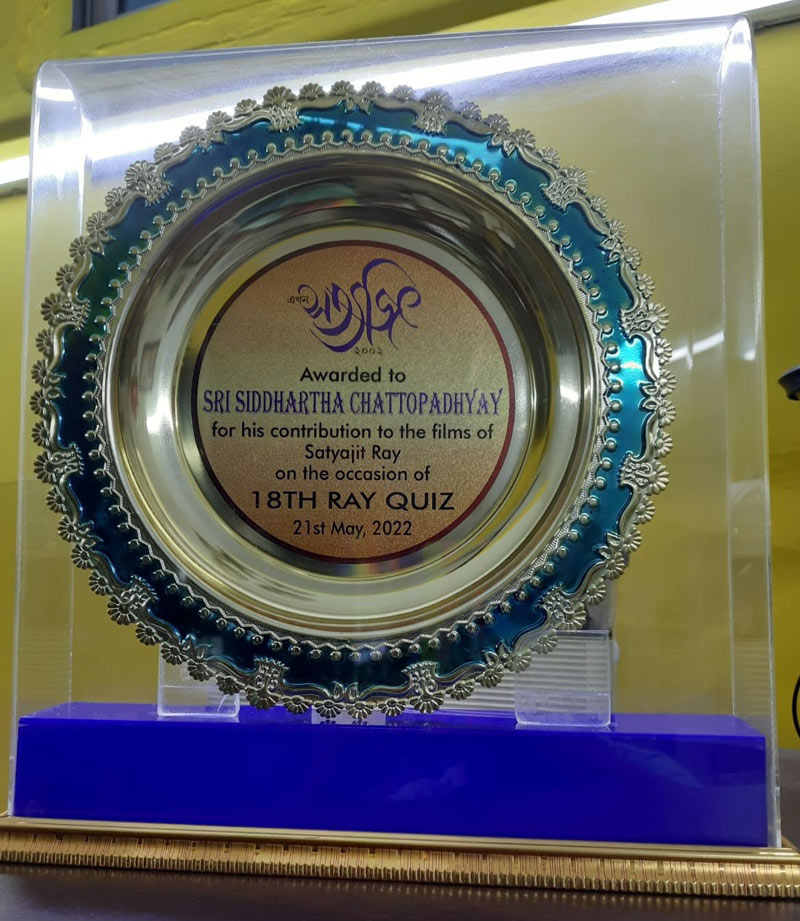 এখন সত্যজিৎ
২০০২
Awarded to
SRI SIDDHARTHA CHATTOPADHYAY
for his contribution to the films of
Satyajit Ray
on the occasion of
18TH RAY QUIZ
21st May, 2022